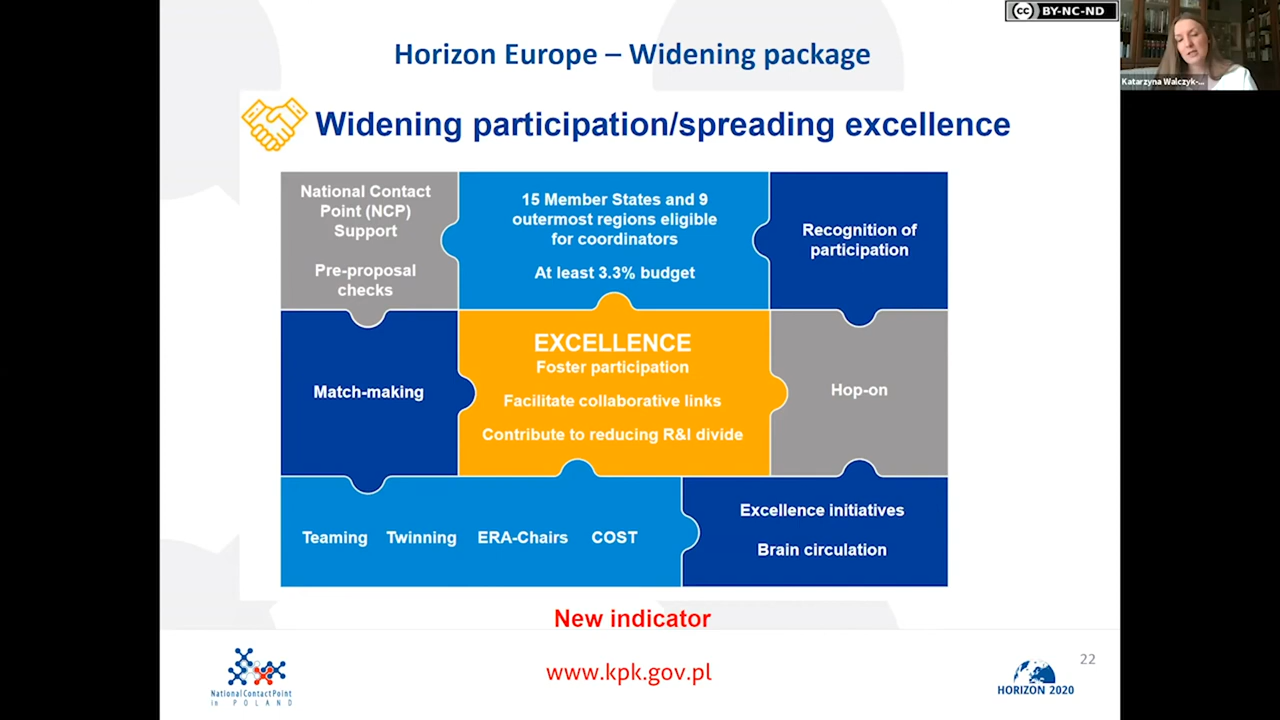 BY-NC-ND
Katarzyna Walczyk-...
Horizon Europe – Widening package
Widening participation/spreading excellence
National Contact
Point (NCP)
Support
Pre-proposal
checks
15 Member States and 9
outermost regions eligible
for coordinators
At least 3.3% budget
Recognition of
participation
Match-making
EXCELLENCE
Foster participation
Facilitate collaborative links
Contribute to reducing R&I divide
Hop-on
Teaming Twinning ERA-Chairs COST
Excellence initiatives
Brain circulation
New indicator
www.kpk.gov.pl
22
National Contact Point
in POLAND
HORIZON 2020